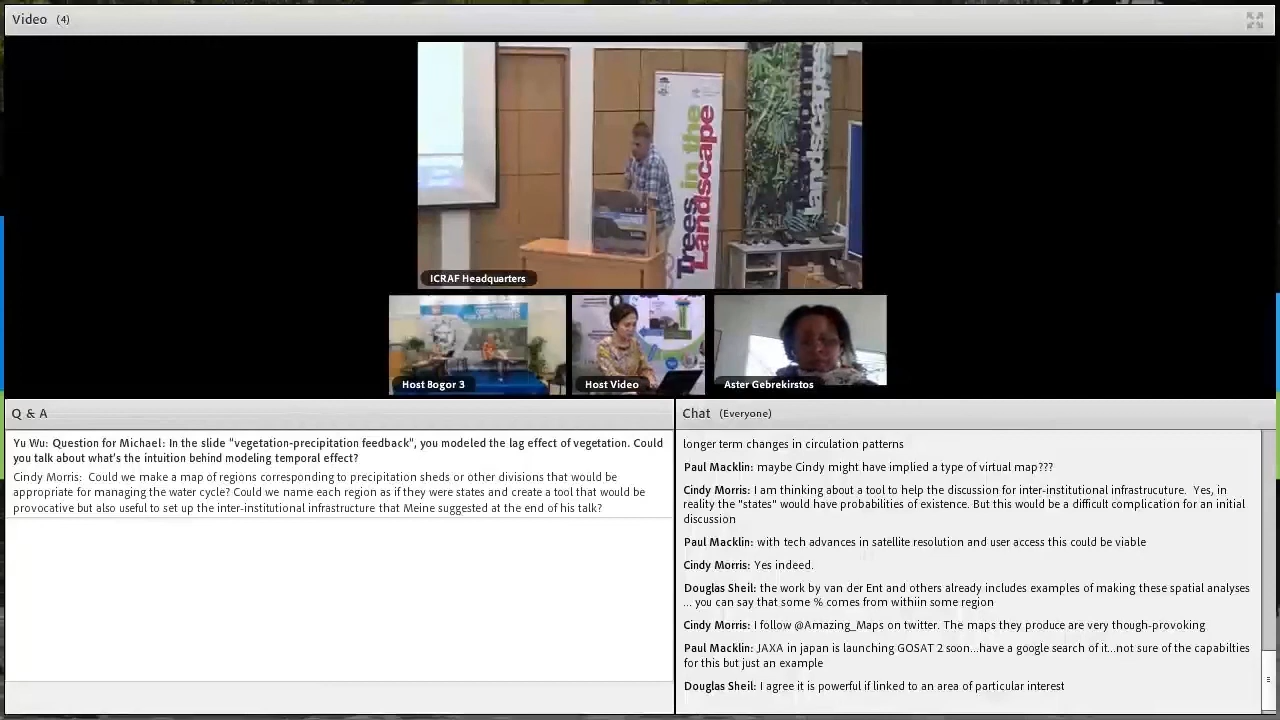 Video (4)
Trees in the
Landscape
landscapes
ICRAF Headquarters
Host Bogor 3
Host Video
Aster Gebrekirstos
Q & A
Yu Wu: Question for Michael: In the slide "vegetation-precipitation feedback", you modeled the lag effect of vegetation. Could
you talk about what's the intuition behind modeling temporal effect?
Cindy Morris: Could we make a map of regions corresponding to precipitation sheds or other divisions that would be
appropriate for managing the water cycle? Could we name each region as if they were states and create a tool that would be
provocative but also useful to set up the inter-institutional infrastructure that Meine suggested at the end of his talk?
Chat (Everyone)
longer term changes in circulation patterns
Paul Macklin: maybe Cindy might have implied a type of virtual map???
Cindy Morris: I am thinking about a tool to help the discussion for inter-institutional infrastrucuture. Yes, in
reality the "states" would have probabilities of existence. But this would be a difficult complication for an initial
discussion
Paul Macklin: with tech advances in satellite resolution and user access this could be viable
Cindy Morris: Yes indeed.
Douglas Sheil: the work by van der Ent and others already includes examples of making these spatial analyses
... you can say that some % comes from withiin some region
Cindy Morris: I follow @Amazing_Maps on twitter. The maps they produce are very though-provoking
Paul Macklin: JAXA in japan is launching GOSAT 2 soon...have a google search of it...not sure of the capabilties
for this but just an example
Douglas Sheil: I agree it is powerful if linked to an area of particular interest